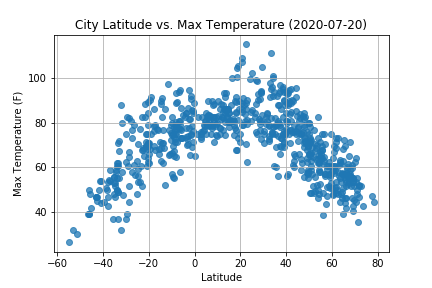 City Latitude vs. Max Temperature (2020-07-20)
Max Temperature (F)
100
80
60
40
−60 −40 −20 0 20 40 60 80
Latitude